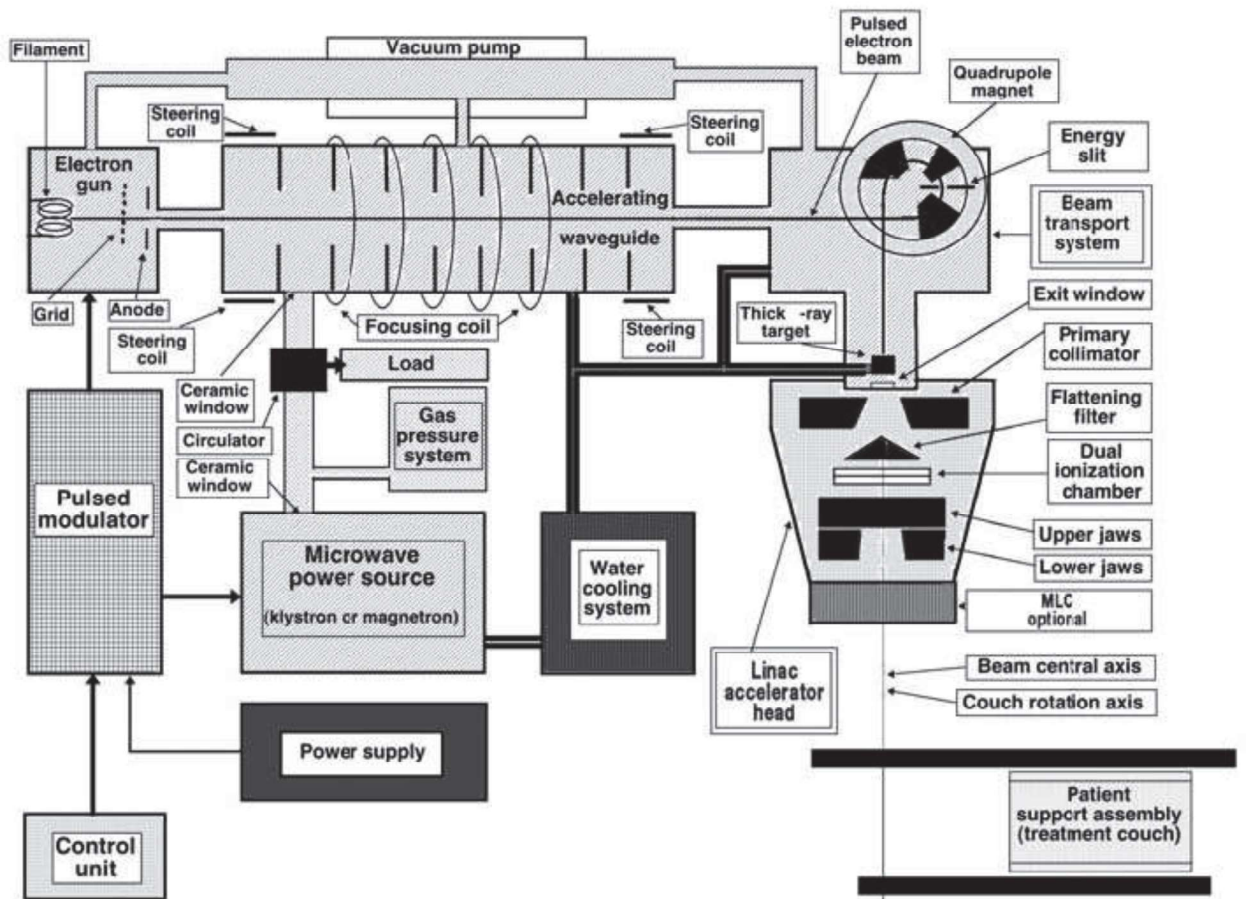 Filament
Vacuum pump
Pulsed
electron
beam
Quadrupole
magnet
Steering
coil
Steering
coil
Energy
slit
Electron
gun
Accelerating
waveguide
Beam
transport
system
Grid
Anode
Steering
coil
Focusing coil
Steering
coil
Thick -ray
target
Exit window
Primary
collimator
Load
Ceramic
window
Gas
pressure
system
Flattening
filter
Circulator
Ceramic
window
Dual
ionization
chamber
Pulsed
modulator
Microwave
power source
(klystron or magnetron)
Water
cooling
system
Upper jaws
Lower jaws
MLC
optional
Linac
accelerator
head
Beam central axis
Couch rotation axis
Power supply
Patient
support assembly
(treatment couch)
Control
unit